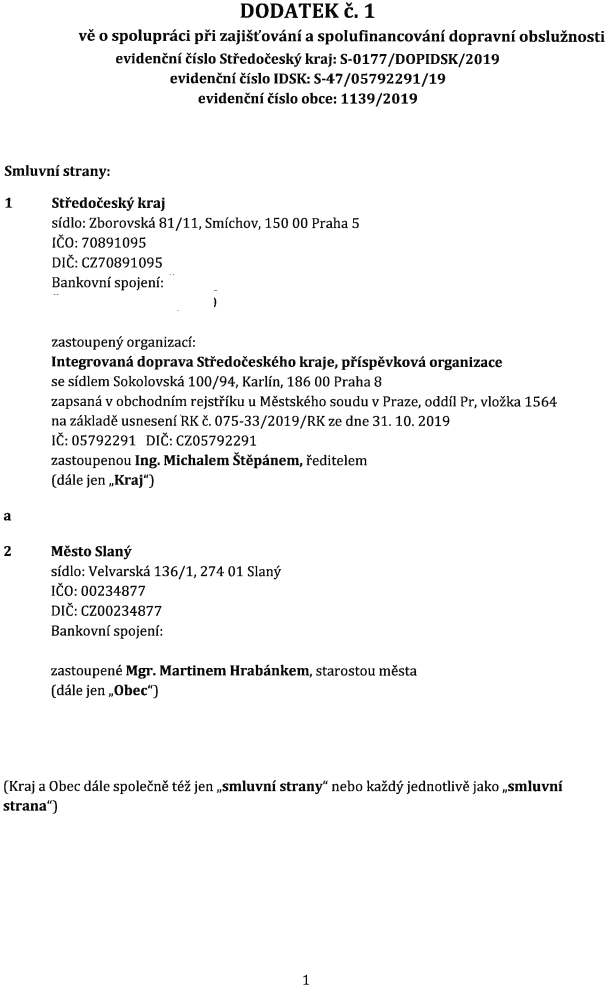 DODATEK č. 1
vě o spolupráci při zajišťování a spolufinancování dopravní obslužnosti
evidenční číslo Středočeský kraj: S-0177/DOPIDSK/2019
evidenční číslo IDSK: S-47/05792291/19
evidenční číslo obce: 1139/2019
Smluvní strany:
1 Středočeský kraj
sídlo: Zborovská 81/11, Smíchov, 150 00 Praha 5
IČO: 70891095
DIČ: CZ70891095
Bankovní spojení:
)
zastoupený organizací:
Integrovaná doprava Středočeského kraje, příspěvková organizace
se sídlem Sokolovská 100/94, Karlín, 186 00 Praha 8
zapsaná v obchodním rejstříku u Městského soudu v Praze, oddíl Pr, vložka 1564
na základě usnesení RK č. 075-33/2019/RK ze dne 31. 10. 2019
IČ: 05792291 DIČ: CZ05792291
zastoupenou Ing. Michalem Štěpánem, ředitelem
(dále jen „Kraj“)
a
2 Město Slaný
sídlo: Velvarská 136/1, 274 01 Slaný
IČO: 00234877
DIČ: CZ00234877
Bankovní spojení:
zastoupené Mgr. Martinem Hrabánkem, starostou města
(dále jen „Obec“)
(Kraj a Obec dále společně též jen „smluvní strany“ nebo každý jednotlivě jako „smluvní
strana“)
1